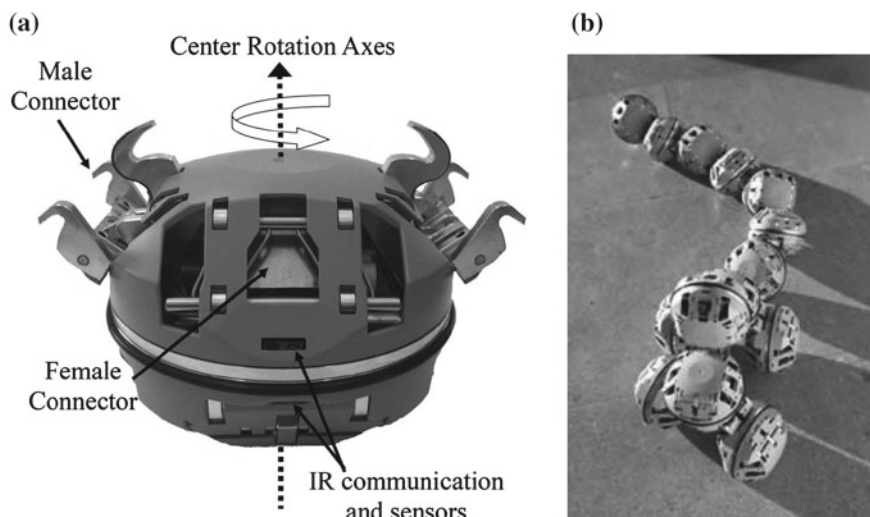 (a)
Center Rotation Axes
Male
Connector
Female
Connector
IR communication
and sensors
(b)